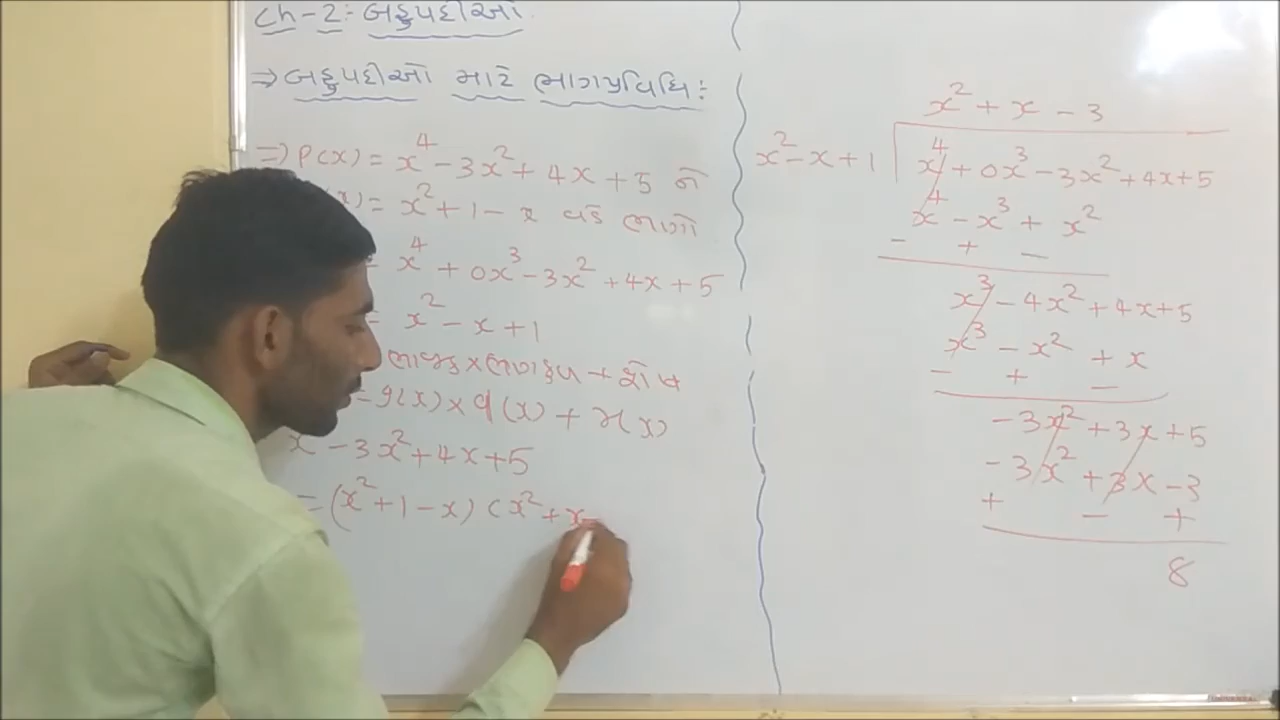 Ch-2: બહુપદીઓ
⇒ બહુપદીઓ માટે ભાગપ્રવિધિ:
⇒ P(x) = x⁴ - 3x² + 4x + 5 ને
x) = x² + 1 - x વડે ભાગો
x⁴ + 0x³ - 3x² + 4x + 5
= x² - x + 1
ભાજક × ભાગફળ + શેષ
= g(x) × q(x) + r(x)
x - 3x² + 4x + 5
= (x² + 1 - x) (x² + x -
x² + x - 3
x² - x + 1
x⁴ + 0x³ - 3x² + 4x + 5
x⁴ - x³ + x²
- + -
x³ - 4x² + 4x + 5
x³ - x² + x
- + -
-3x² + 3x + 5
-3x² + 3x - 3
+ - +
8